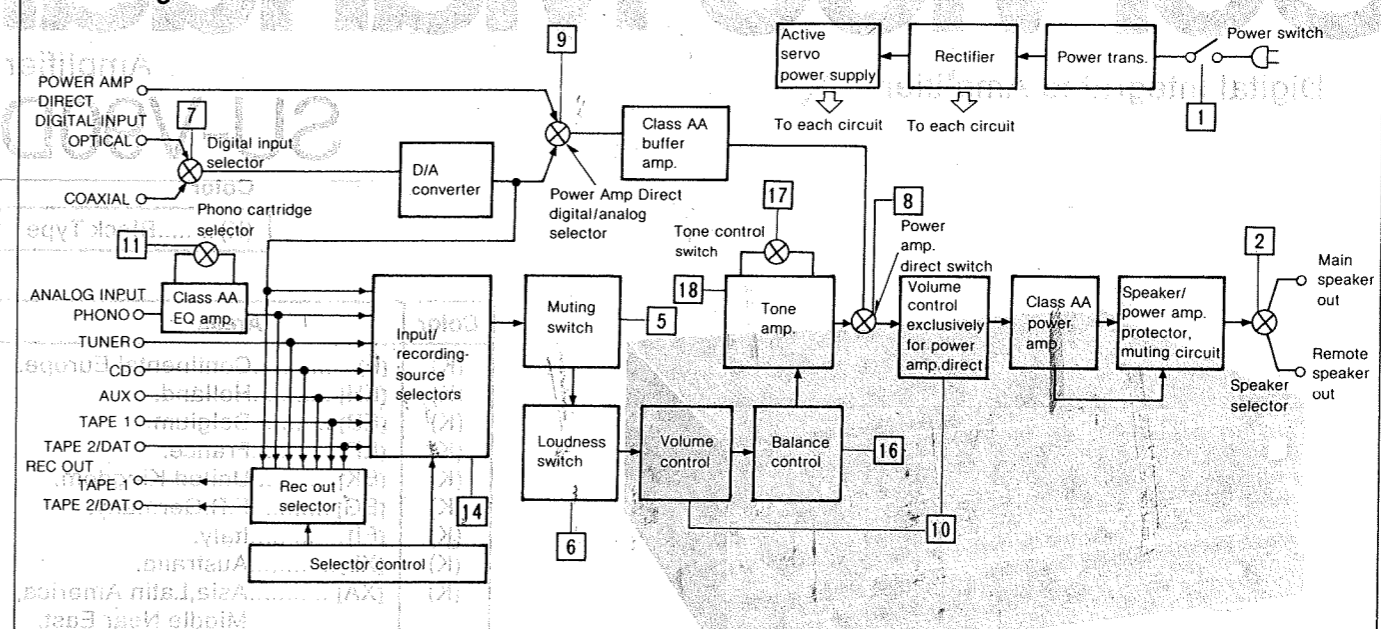 Power switch
Active
servo
power supply
Rectifier
Power trans.
1
To each circuit
To each circuit
9
POWER AMP
DIRECT
DIGITAL INPUT
OPTICAL
COAXIAL
7
Digital input
selector
D/A
converter
Class AA
buffer
amp.
Power Amp Direct
digital/analog
selector
Phono cartridge
selector
11
ANALOG INPUT
PHONO
Class AA
EQ amp.
TUNER
CD
AUX
TAPE 1
TAPE 2/DAT
REC OUT
TAPE 1
TAPE 2/DAT
Rec out
selector
Selector control
Input/
recording-
source
selectors
14
Muting
switch
5
Loudness
switch
6
Volume
control
Balance
control
16
10
Tone control
switch
17
18
Tone
amp.
8
Power
amp.
direct switch
Volume
control
exclusively
for power
amp.direct
Class AA
power
amp
Speaker/
power amp.
protector,
muting circuit
2
Speaker
selector
Main
speaker
out
Remote
speaker
out
Digital Integrated Amplifier
Amplifier
Color
Black Type
Color
Continental Europe.
Holland.
Belgium.
France.
Italy.
Australia.
Asia,Latin America,
Middle Near East,